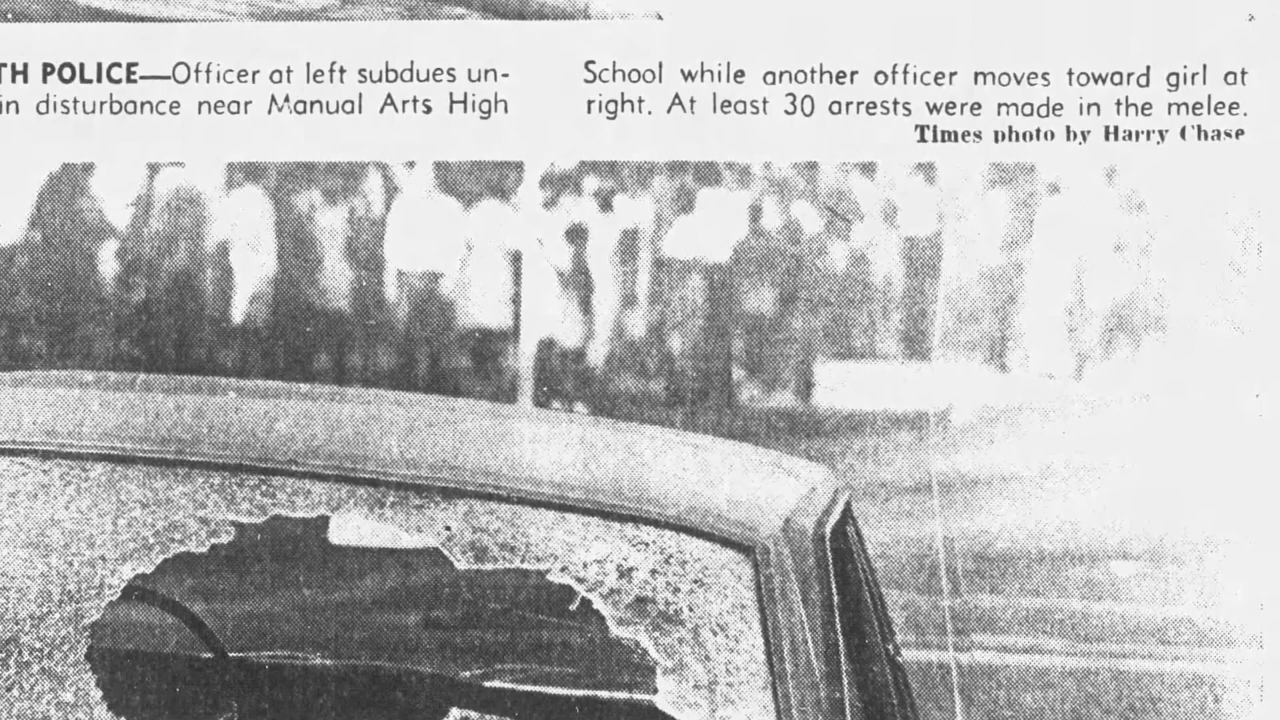 TH POLICE—Officer at left subdues un-
in disturbance near Manual Arts High
School while another officer moves toward girl at
right. At least 30 arrests were made in the melee.
Times photo by Harry Chase